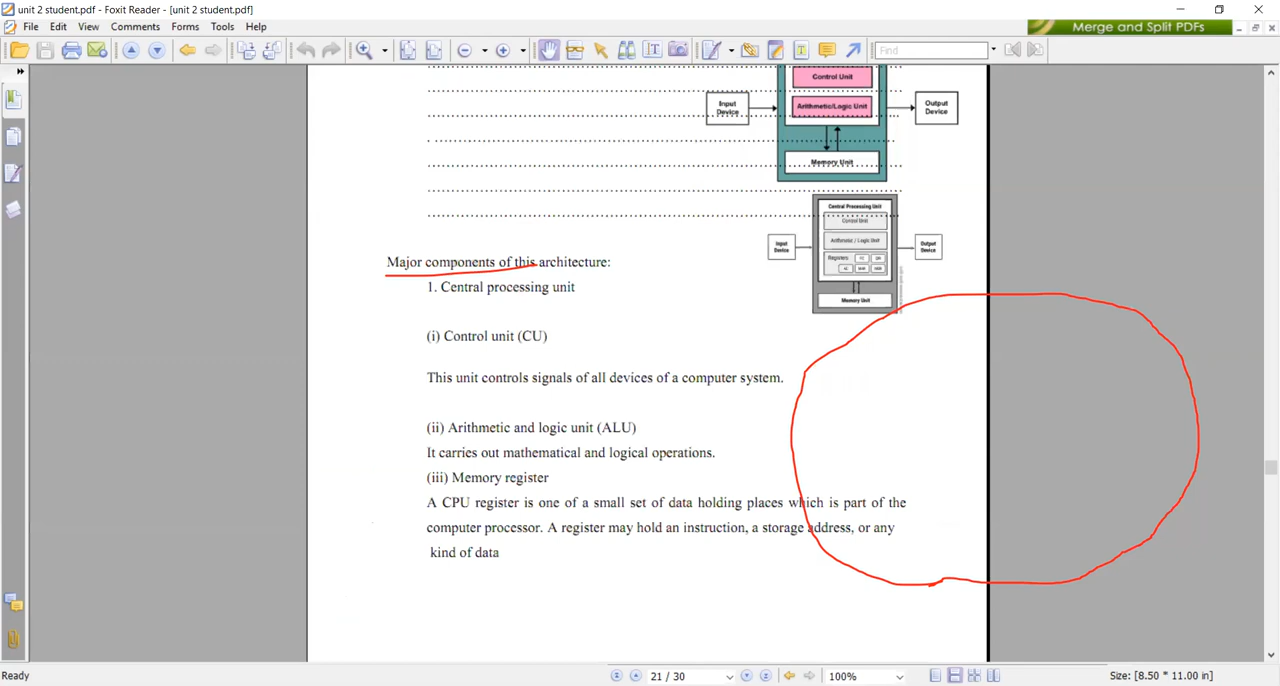 unit 2 student.pdf - Foxit Reader - [unit 2 student.pdf]
File Edit View Comments Forms Tools Help
Merge and Split PDFs
Find
Control Unit
Input
Device
Arithmetic/Logic Unit
Output
Device
Memory Unit
Central Processing Unit
Control Unit
Input
Device
Arithmetic / Logic Unit
Output
Device
Registers
Memory Unit
Major components of this architecture:
1. Central processing unit
(i) Control unit (CU)
This unit controls signals of all devices of a computer system.
(ii) Arithmetic and logic unit (ALU)
It carries out mathematical and logical operations.
(iii) Memory register
A CPU register is one of a small set of data holding places which is part of the
computer processor. A register may hold an instruction, a storage address, or any
kind of data
Ready
21 / 30
100%
Size: [8.50 * 11.00 in]